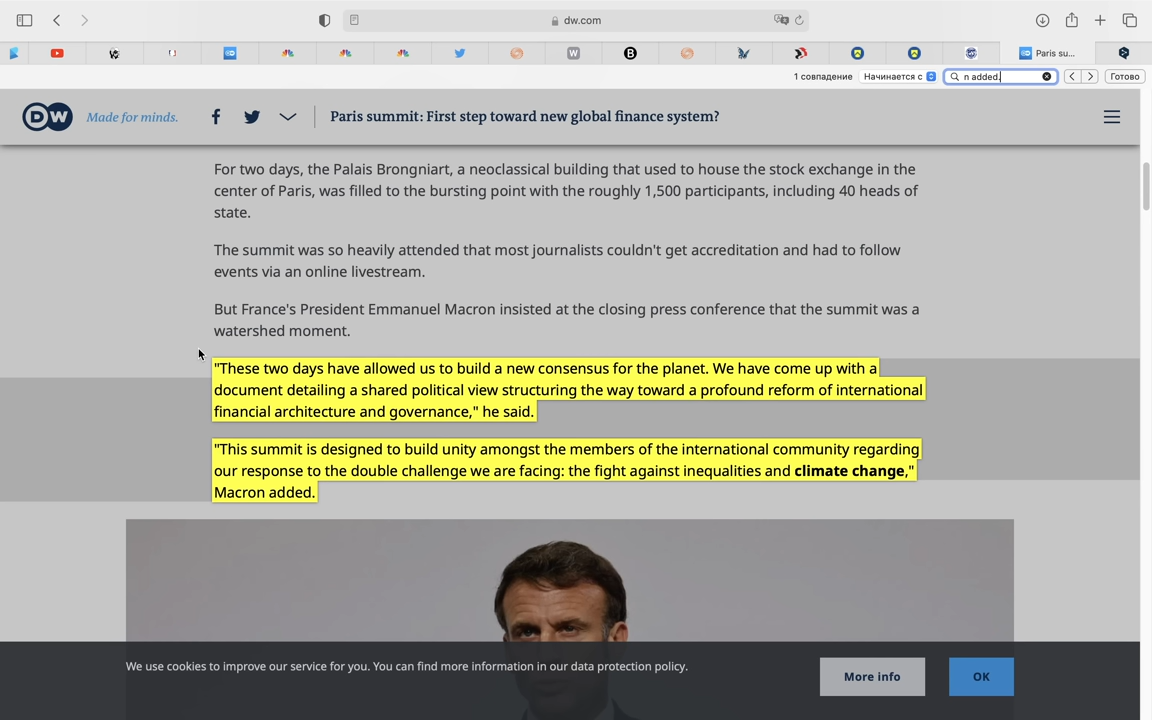 dw.com
Paris su...
1 совпадение
Начинается с
n added.
Готово
DW
Made for minds.
Paris summit: First step toward new global finance system?
For two days, the Palais Brongniart, a neoclassical building that used to house the stock exchange in the
center of Paris, was filled to the bursting point with the roughly 1,500 participants, including 40 heads of
state.
The summit was so heavily attended that most journalists couldn't get accreditation and had to follow
events via an online livestream.
But France's President Emmanuel Macron insisted at the closing press conference that the summit was a
watershed moment.
"These two days have allowed us to build a new consensus for the planet. We have come up with a
document detailing a shared political view structuring the way toward a profound reform of international
financial architecture and governance," he said.
"This summit is designed to build unity amongst the members of the international community regarding
our response to the double challenge we are facing: the fight against inequalities and climate change,"
Macron added.
We use cookies to improve our service for you. You can find more information in our data protection policy.
More info
OK